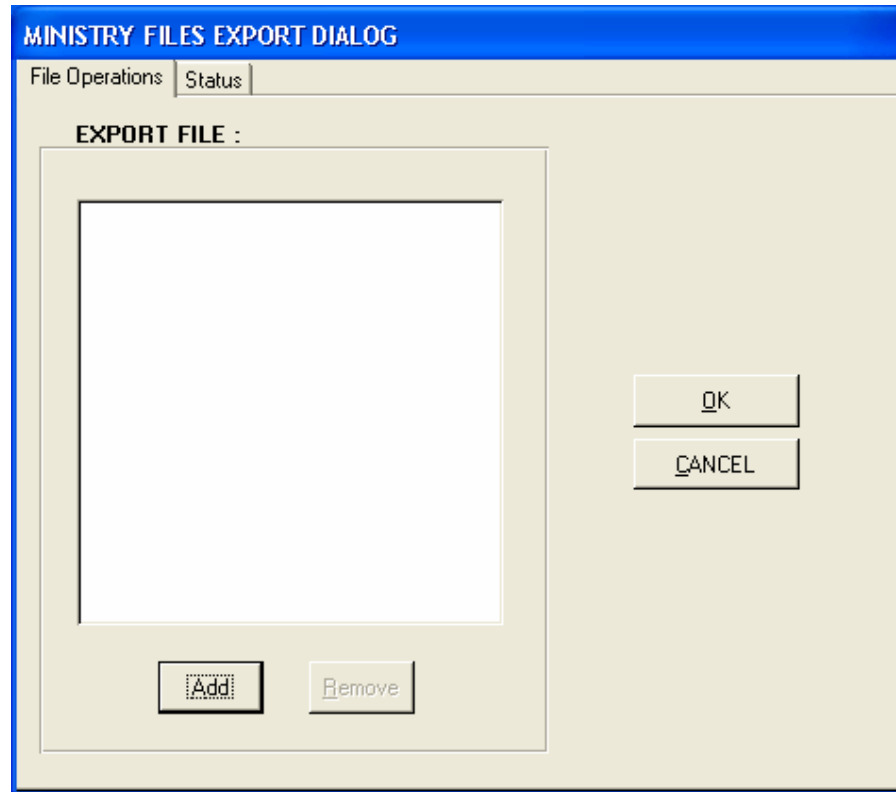 MINISTRY FILES EXPORT DIALOG
File Operations Status
EXPORT FILE :
OK
CANCEL
Add Remove